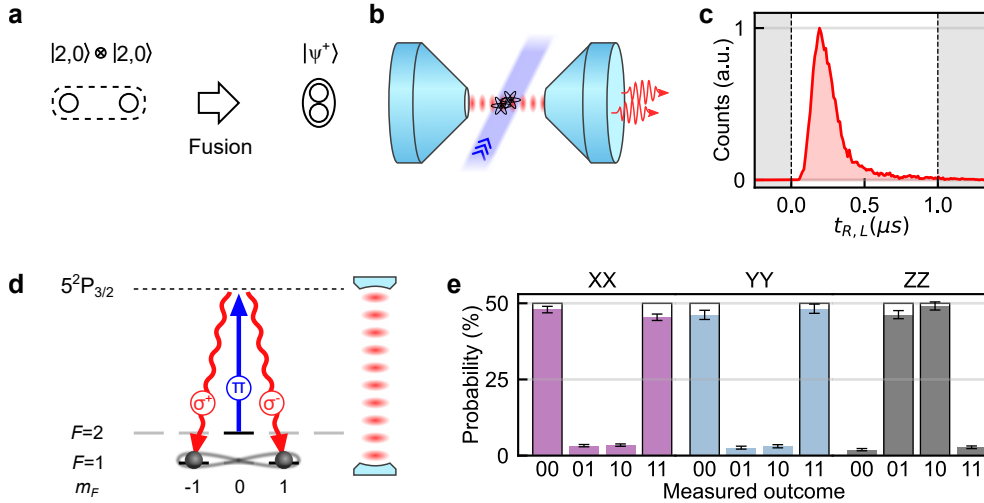 a
|2,0⟩ ⊗ |2,0⟩
|ψ⁺⟩
Fusion
b
c
Counts (a.u.)
1
0
0.0 0.5 1.0
t_{R, L}(μs)
d
5²P₃/₂
π
σ⁺
σ⁻
F=2
F=1
m_F -1 0 1
e
XX YY ZZ
Probability (%)
50
25
0
00 01 10 11 00 01 10 11 00 01 10 11
Measured outcome